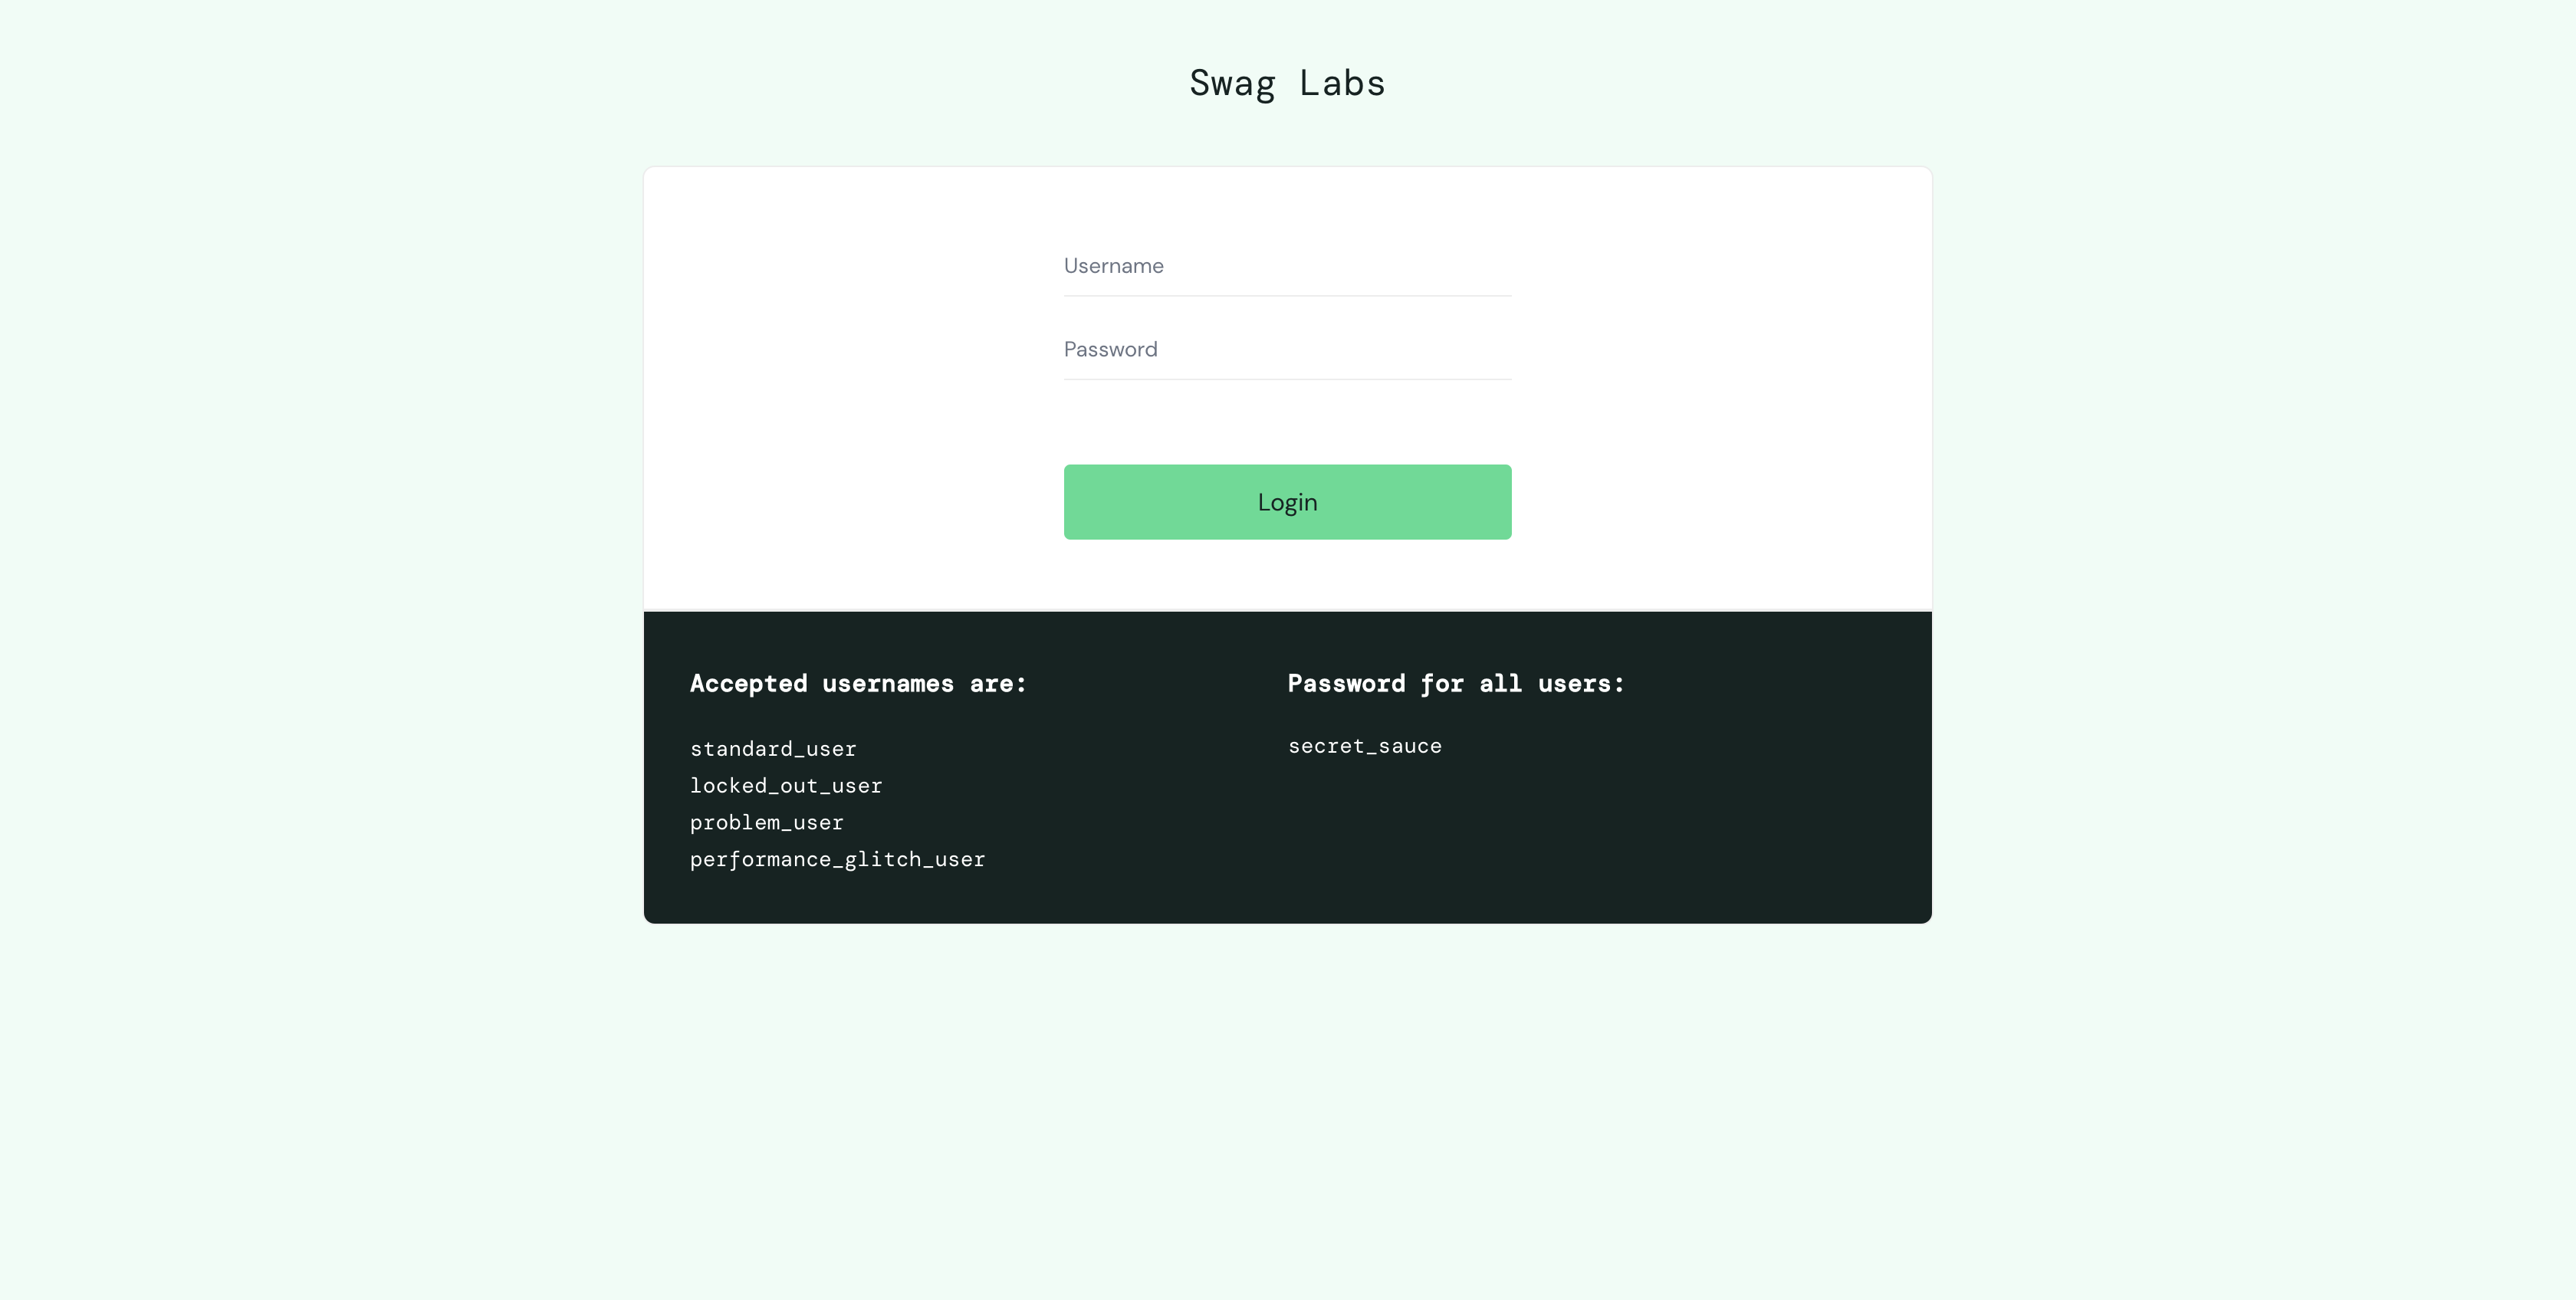 Swag Labs
Username
Password
Login
Accepted usernames are:
standard_user
locked_out_user
problem_user
performance_glitch_user
Password for all users:
secret_sauce